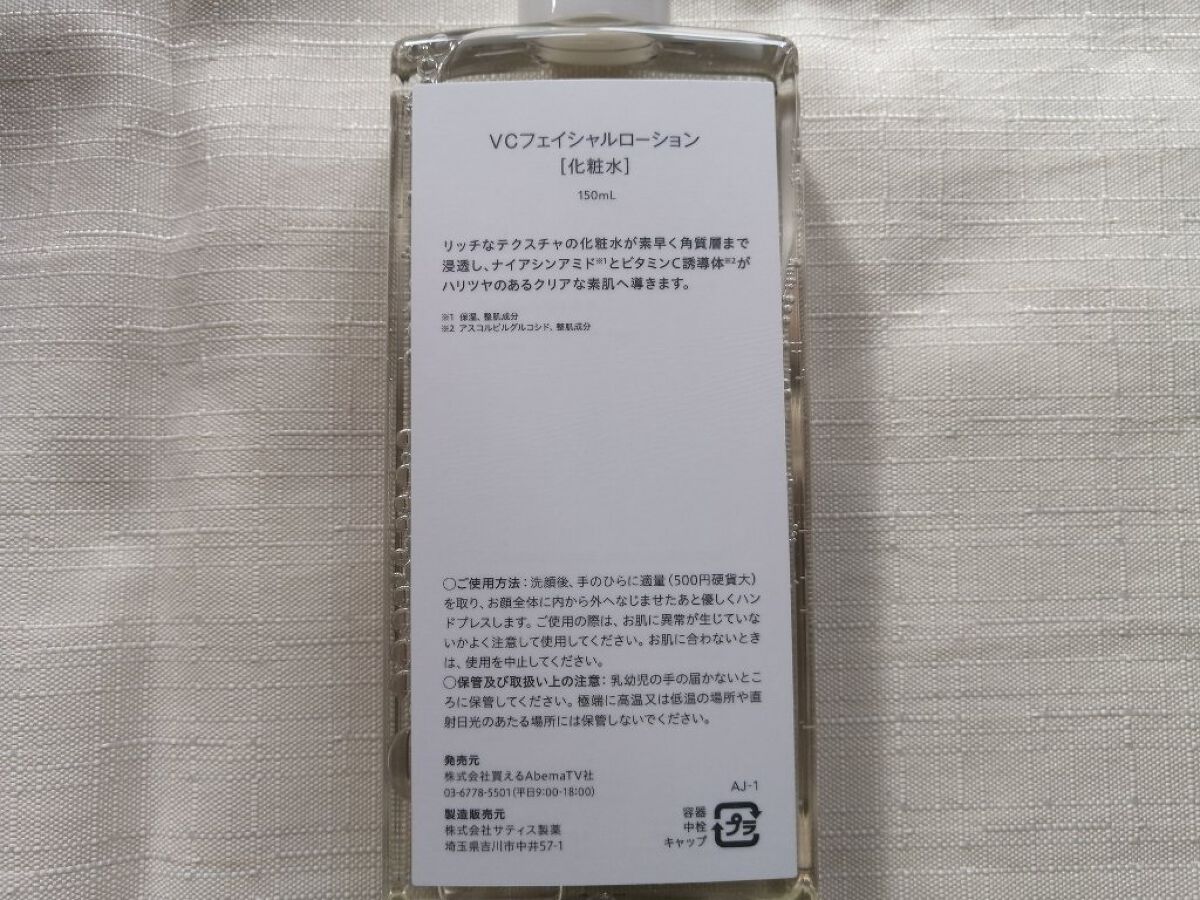 VCフェイシャルローション
[化粧水]
150mL
リッチなテクスチャの化粧水が素早く角質層まで
浸透し、ナイアシンアミド※1とビタミンC誘導体※2が
ハリツヤのあるクリアな素肌へ導きます。
※1 保湿、整肌成分
※2 アスコルビルグルコシド、整肌成分
○ご使用方法：洗顔後、手のひらに適量（500円硬貨大）
を取り、お顔全体に内から外へなじませたあと優しくハン
ドプレスします。ご使用の際は、お肌に異常が生じていな
いかよく注意して使用してください。お肌に合わないとき
は、使用を中止してください。
○保管及び取扱い上の注意：乳幼児の手の届かないとこ
ろに保管してください。極端に高温又は低温の場所や直
射日光のあたる場所には保管しないでください。
発売元
株式会社買えるAbemaTV社
03-6778-5501（平日9:00-18:00）
製造販売元
株式会社サティス製薬
埼玉県吉川市中井57-1
AJ-1
容器
中栓
キャップ
プラ